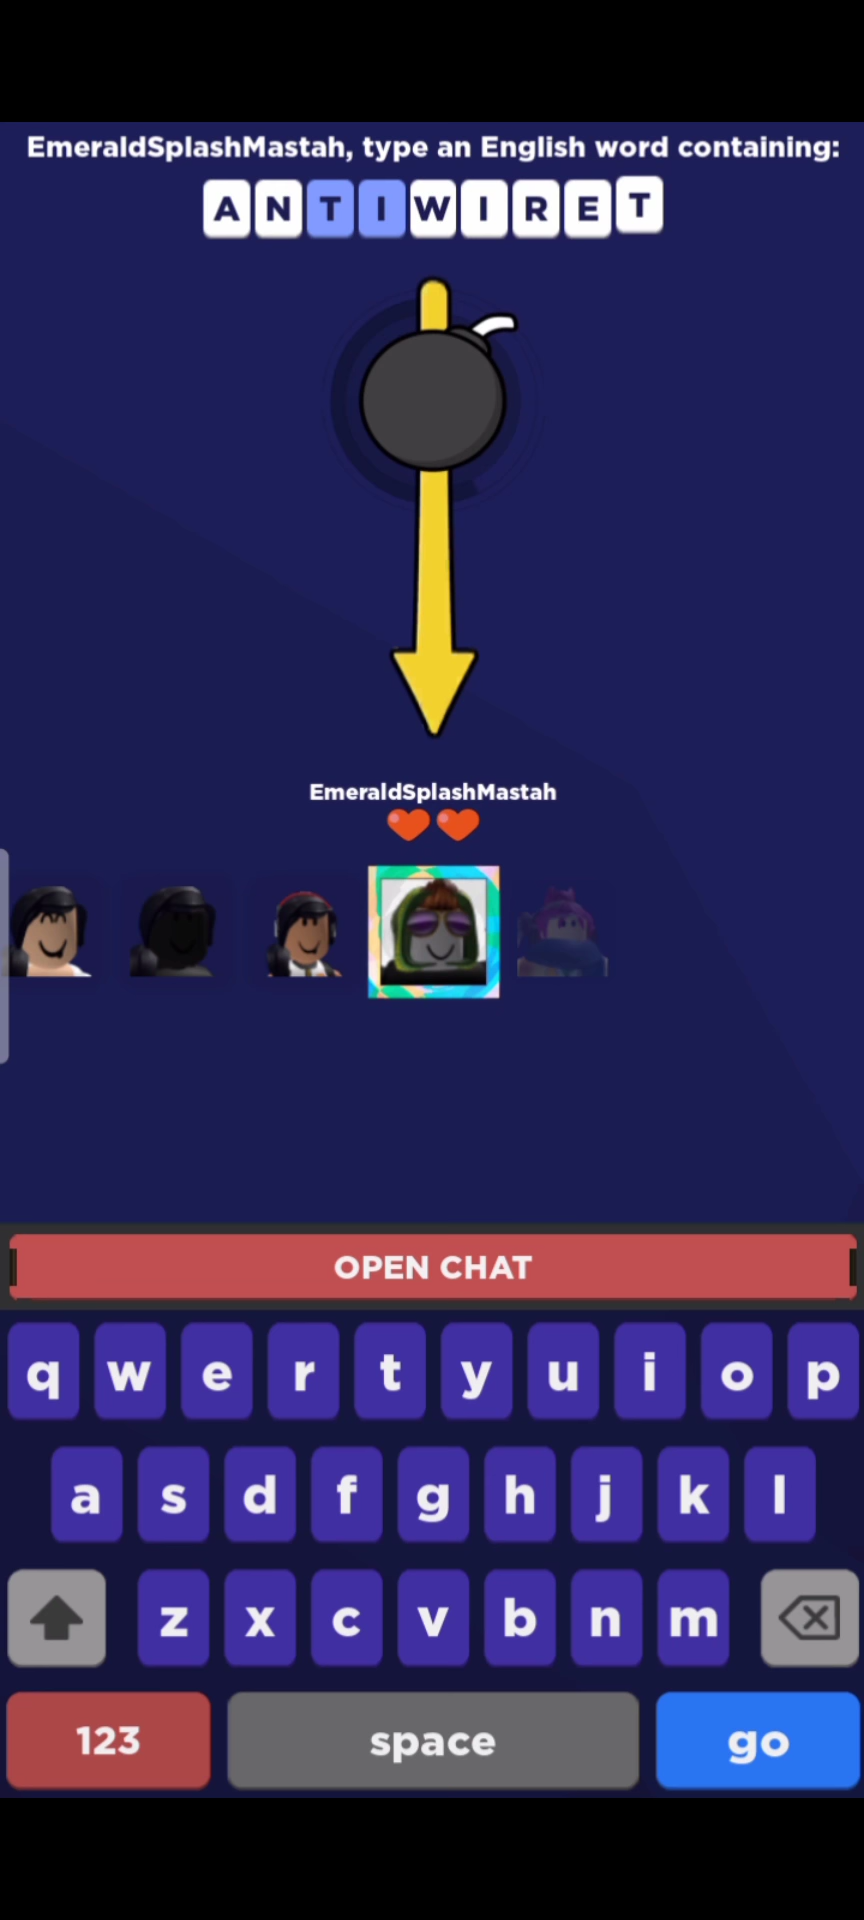 EmeraldSplashMastah, type an English word containing:
ANTIWIRET
EmeraldSplashMastah
OPEN CHAT
q w e r t y u i o p
a s d f g h j k l
z x c v b n m
123 space go